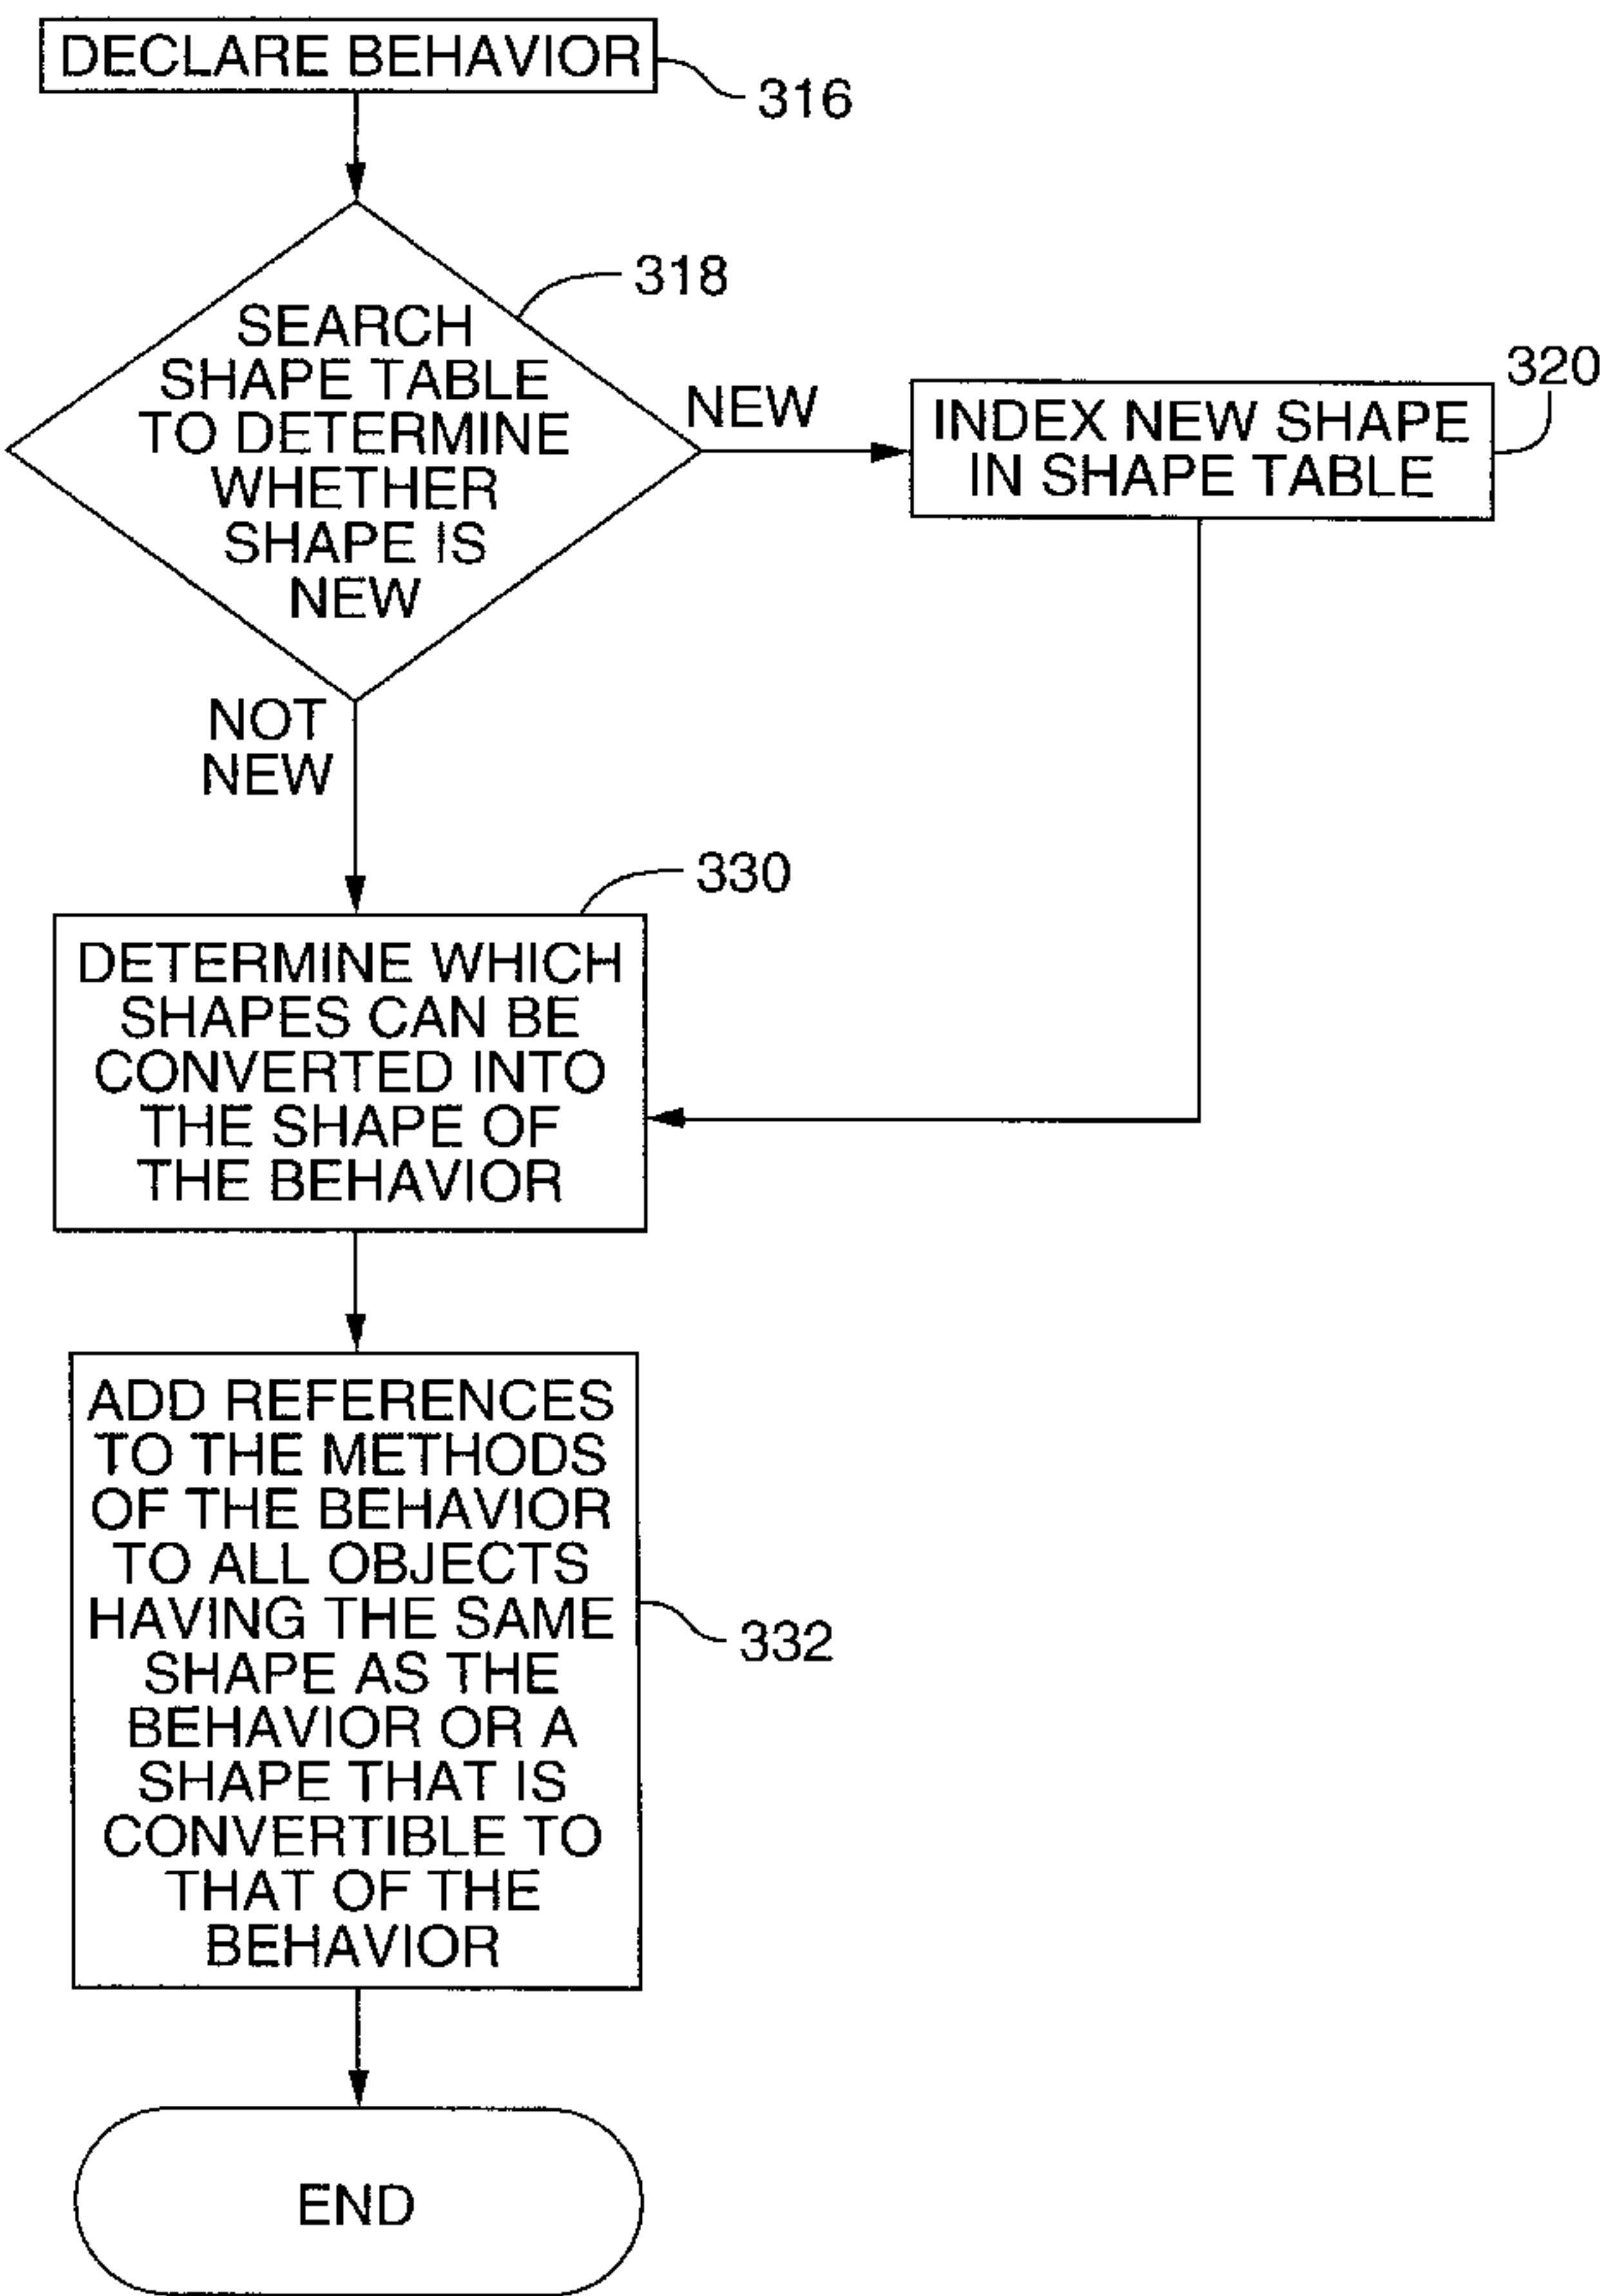 DECLARE BEHAVIOR
316
318
SEARCH
SHAPE TABLE
TO DETERMINE
WHETHER
SHAPE IS
NEW
NEW
320
INDEX NEW SHAPE
IN SHAPE TABLE
NOT
NEW
330
DETERMINE WHICH
SHAPES CAN BE
CONVERTED INTO
THE SHAPE OF
THE BEHAVIOR
ADD REFERENCES
TO THE METHODS
OF THE BEHAVIOR
TO ALL OBJECTS
HAVING THE SAME
SHAPE AS THE
BEHAVIOR OR A
SHAPE THAT IS
CONVERTIBLE TO
THAT OF THE
BEHAVIOR
332
END